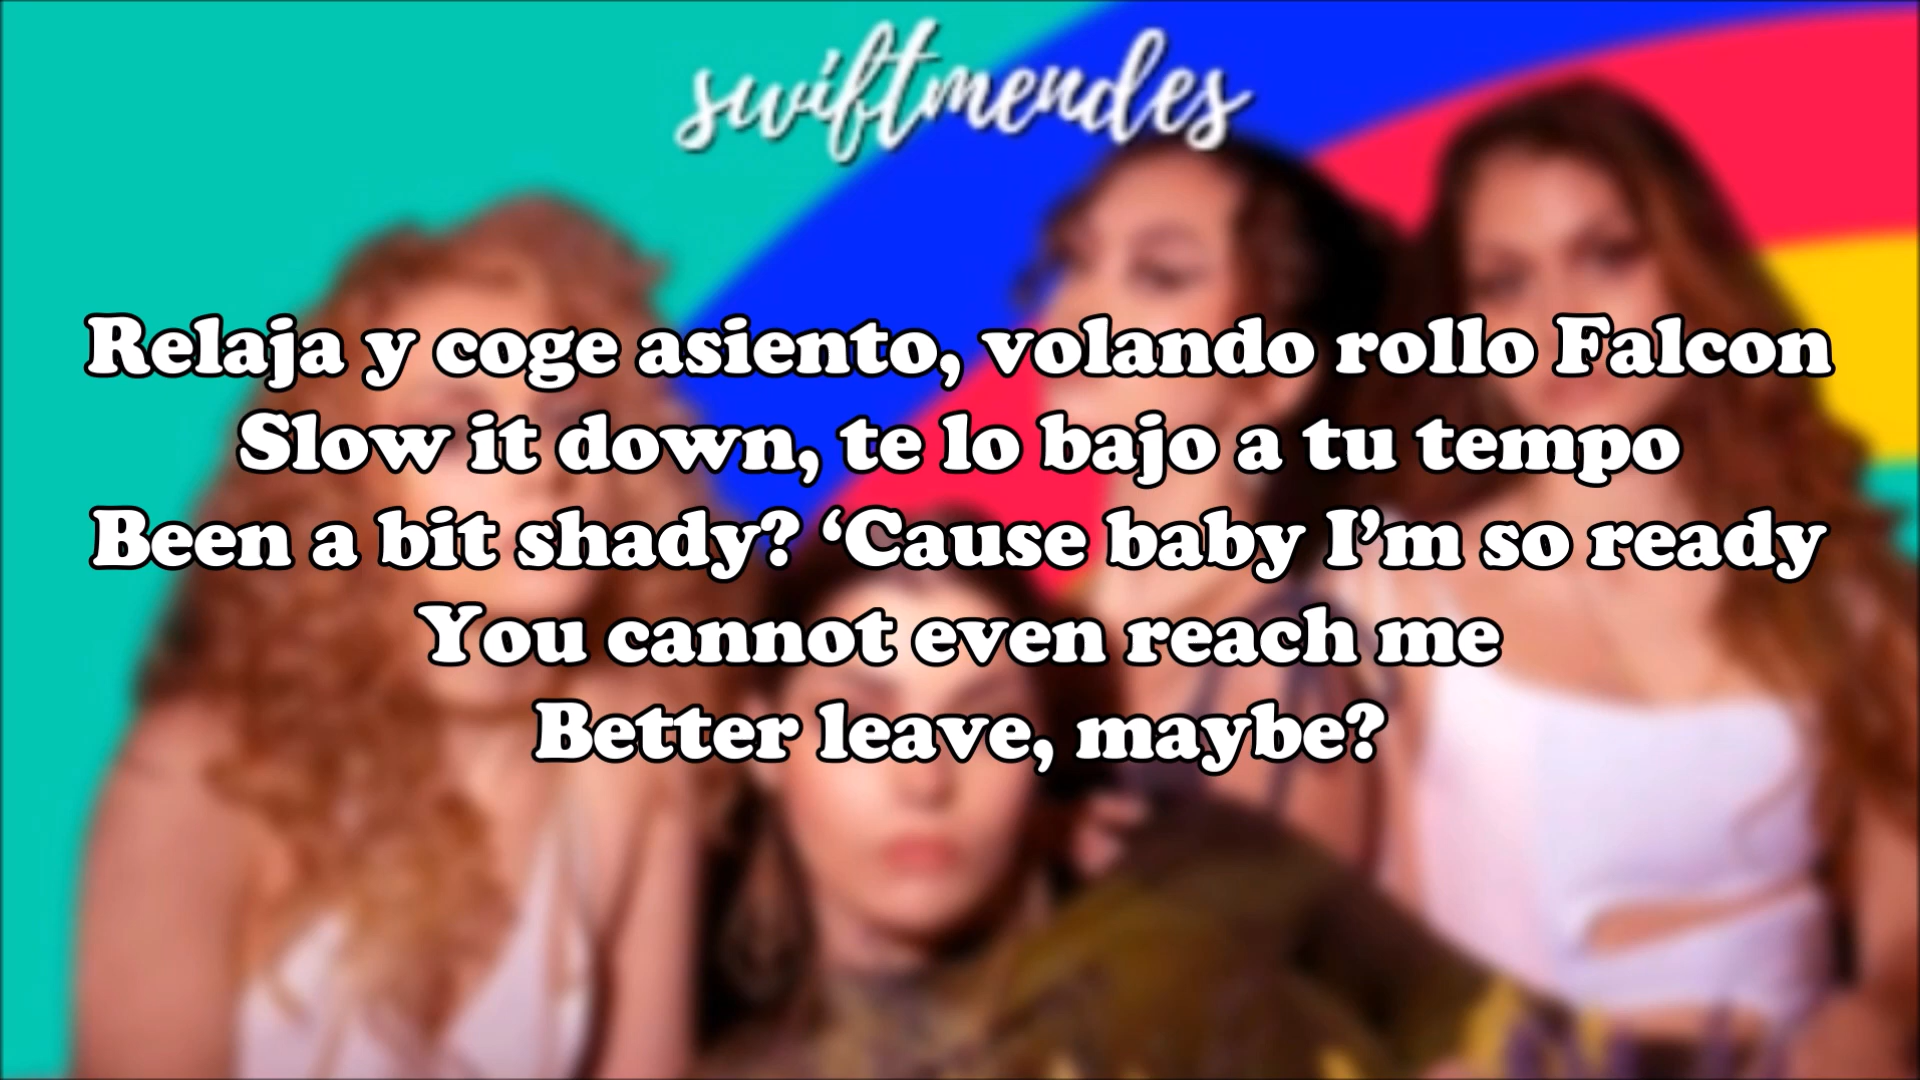 swiftmendes
Relaja y coge asiento, volando rollo Falcon
Slow it down, te lo bajo a tu tempo
Been a bit shady? ‘Cause baby I’m so ready
You cannot even reach me
Better leave, maybe?